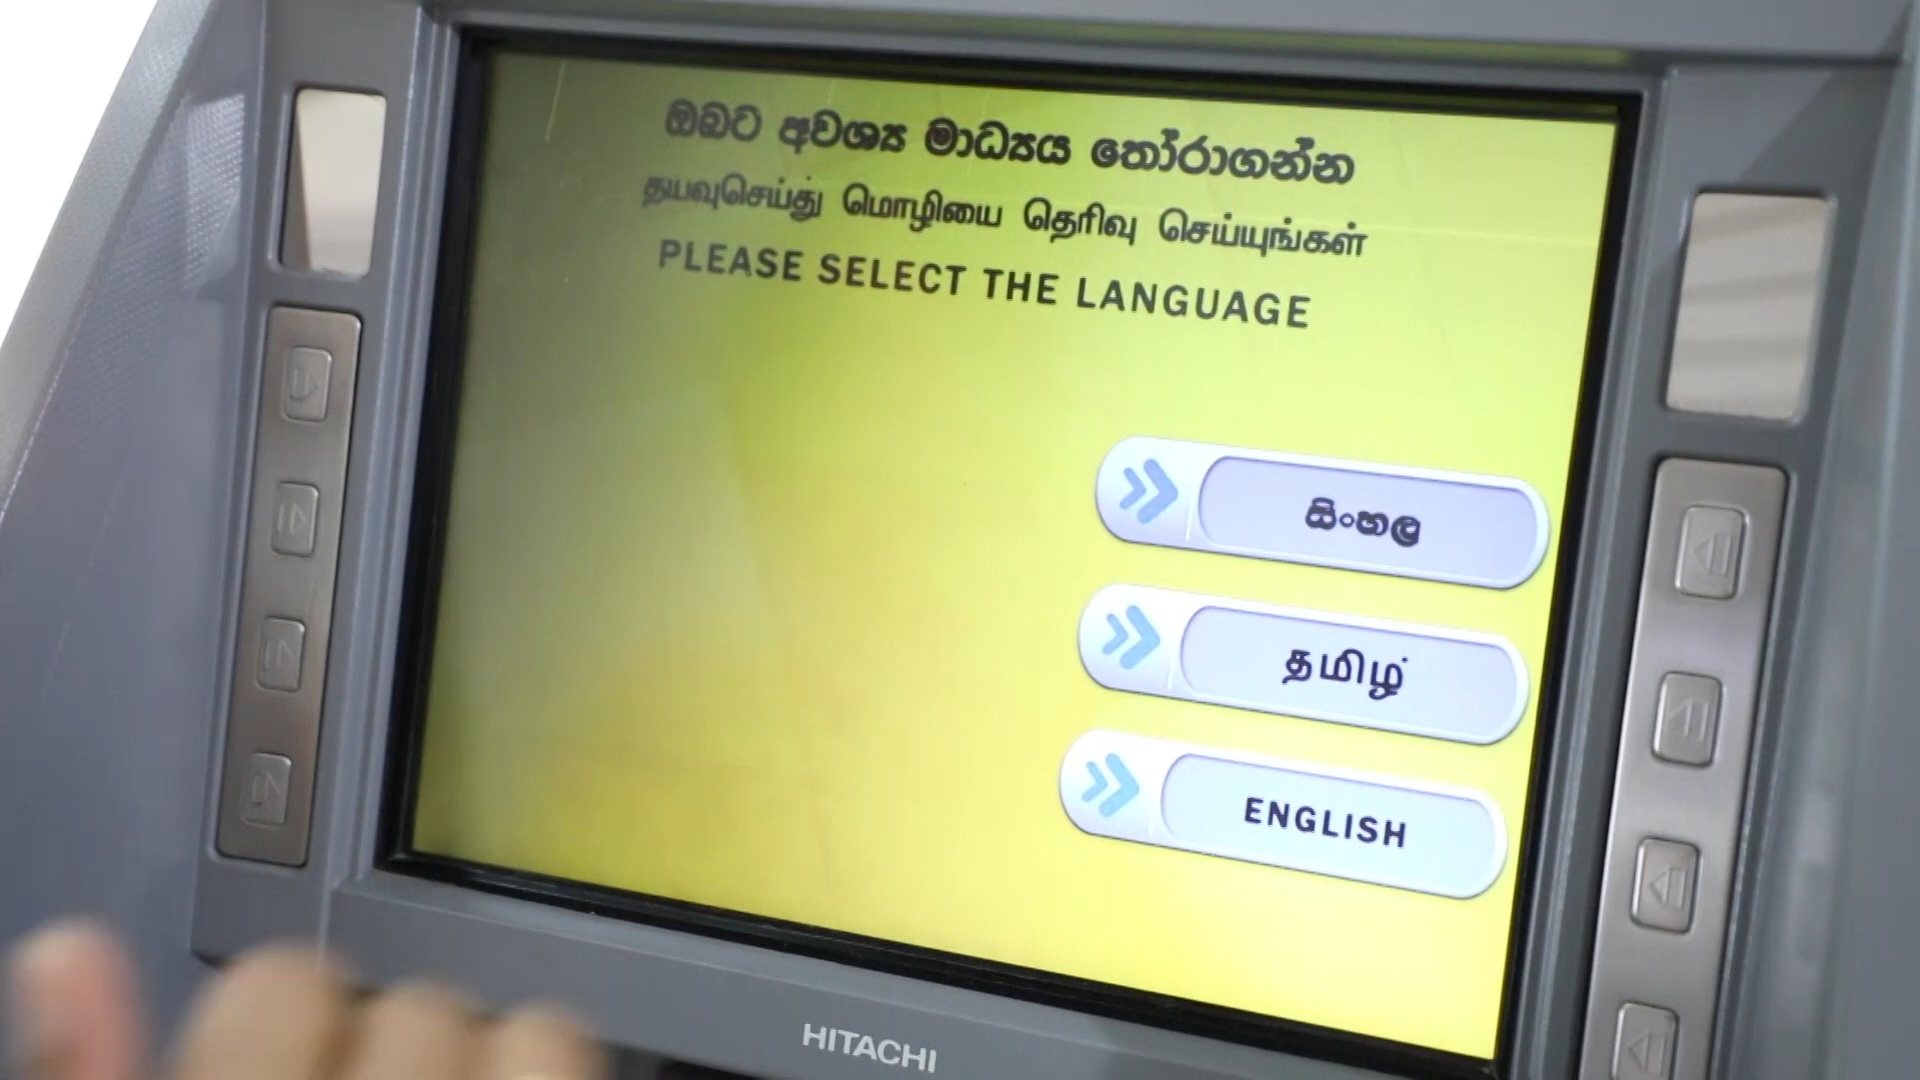 ඔබට අවශ්‍ය මාධ්‍යය තෝරාගන්න
தயவுசெய்து மொழியை தெரிவு செய்யுங்கள்
PLEASE SELECT THE LANGUAGE
සිංහල
தமிழ்
ENGLISH
HITACHI